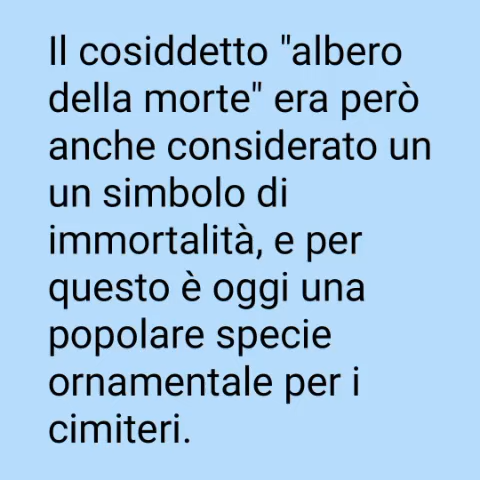 Il cosiddetto "albero
della morte" era però
anche considerato un
un simbolo di
immortalità, e per
questo è oggi una
popolare specie
ornamentale per i
cimiteri.